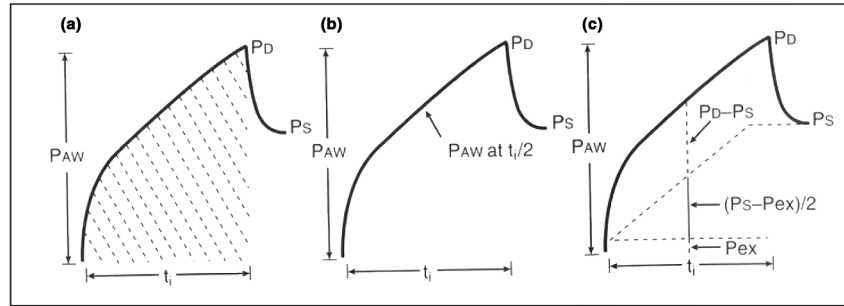 (a)
PD
PAW
PS
ti
(b)
PD
PAW
PS
PAW at ti/2
ti
(c)
PD
PD–PS
PS
PAW
(PS–Pex)/2
Pex
ti